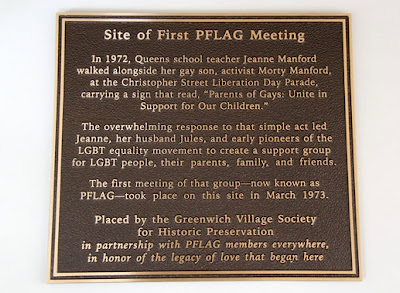 Site of First PFLAG Meeting
In 1972, Queens school teacher Jeanne Manford
walked alongside her gay son, activist Morty Manford,
at the Christopher Street Liberation Day Parade,
carrying a sign that read, “Parents of Gays: Unite in
Support for Our Children.”
The overwhelming response to that simple act led
Jeanne, her husband Jules, and early pioneers of the
LGBT equality movement to create a support group
for LGBT people, their parents, family, and friends.
The first meeting of that group—now known as
PFLAG—took place on this site in March 1973.
Placed by the Greenwich Village Society
for Historic Preservation
in partnership with PFLAG members everywhere,
in honor of the legacy of love that began here